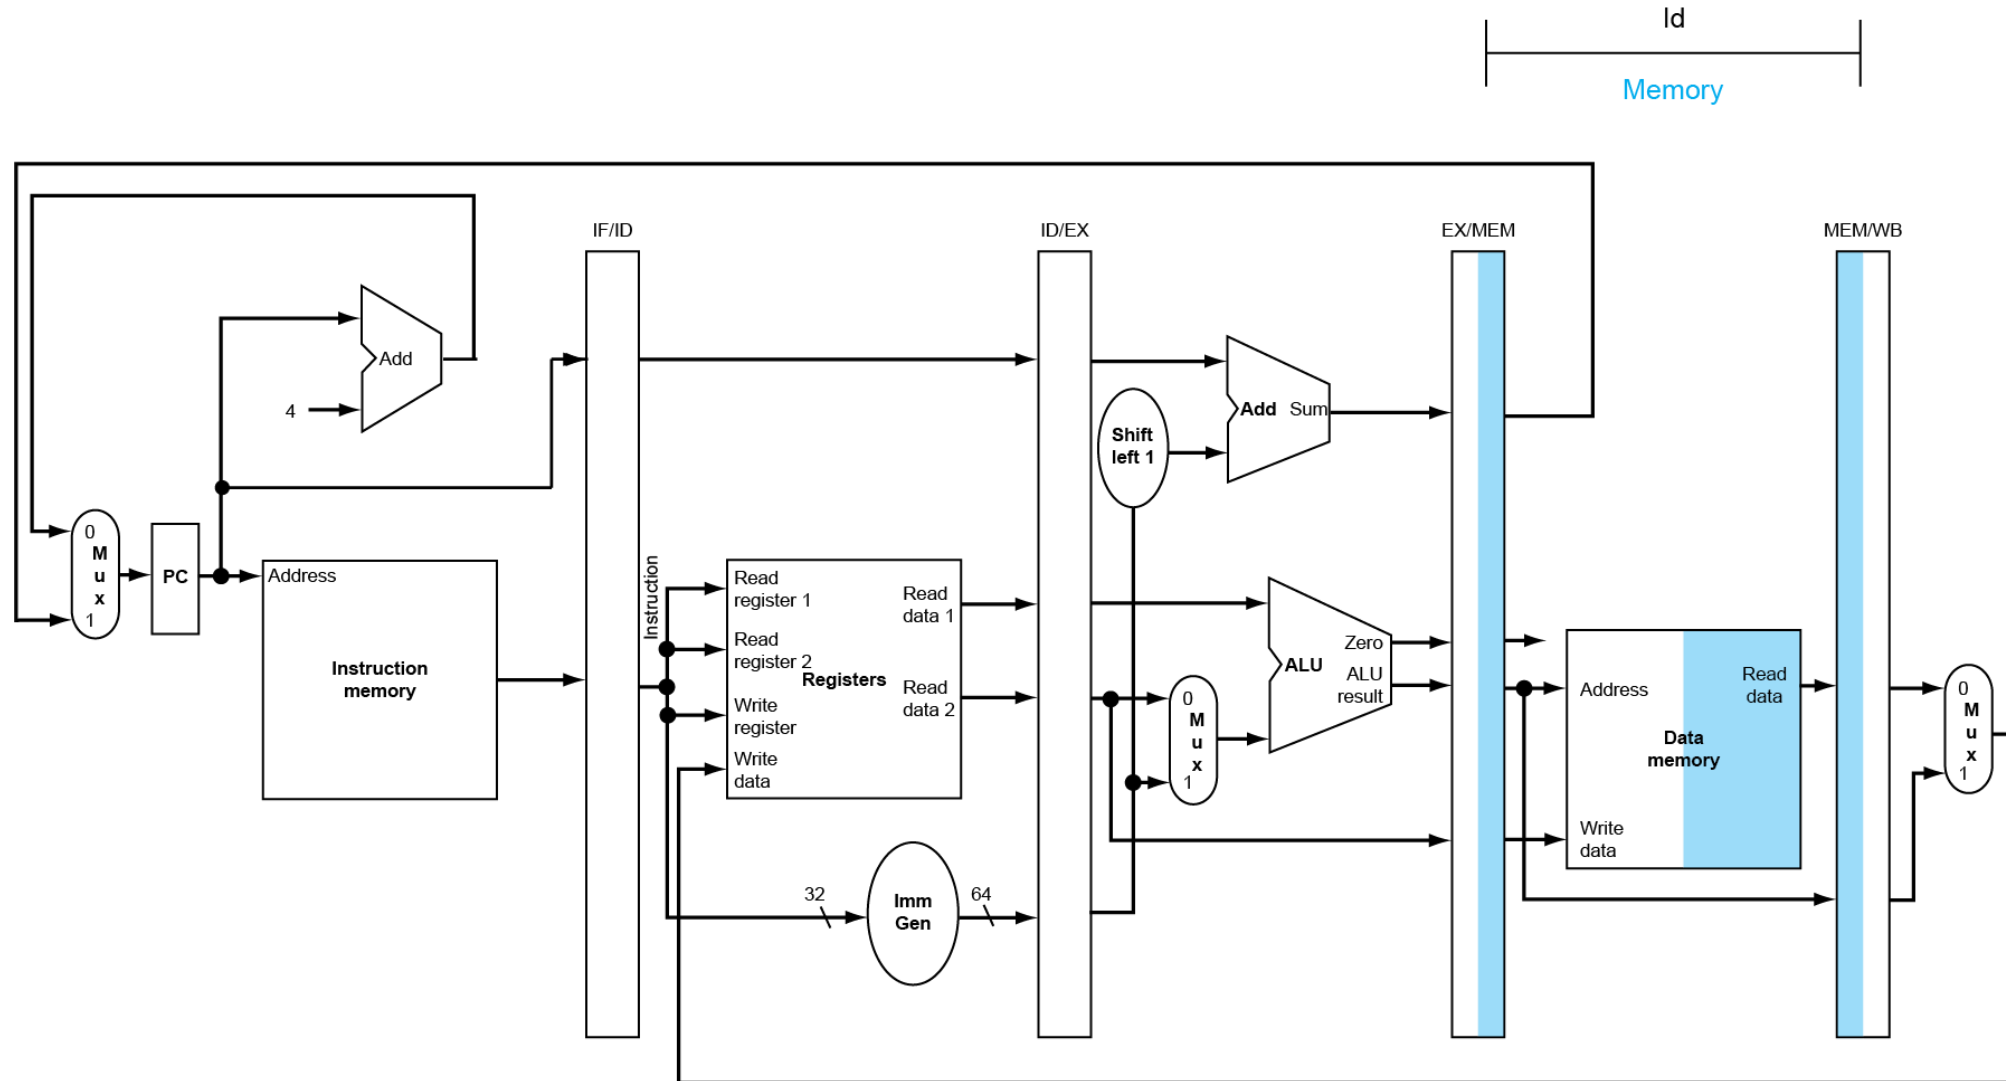 ld
Memory
IF/ID
ID/EX
EX/MEM
MEM/WB
Add
4
Add Sum
Shift
left 1
0
M
u
x
1
PC
Address
Instruction
memory
Instruction
Read
register 1
Read
register 2
Write
register
Write
data
Registers
Read
data 1
Read
data 2
32
Imm
Gen
64
0
M
u
x
1
ALU
Zero
ALU
result
Address
Write
data
Data
memory
Read
data
0
M
u
x
1